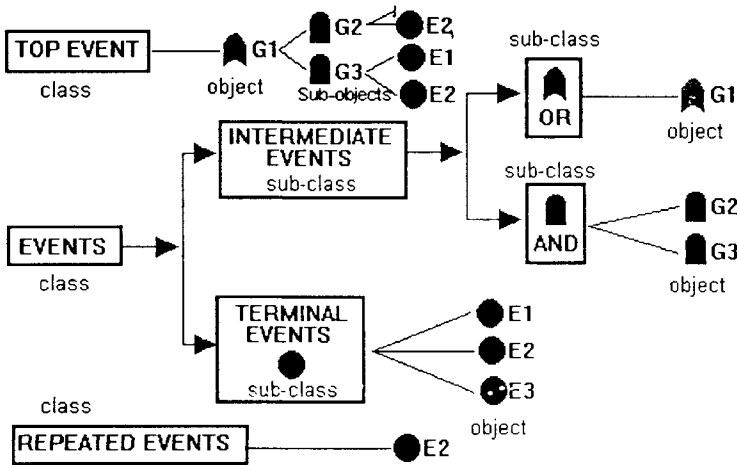 TOP EVENT
class
G1
object
G2
G3
Sub-objects
E2
E1
E2
sub-class
OR
G1
object
INTERMEDIATE
EVENTS
sub-class
sub-class
AND
G2
G3
object
EVENTS
class
TERMINAL
EVENTS
sub-class
E1
E2
E3
object
class
REPEATED EVENTS
E2